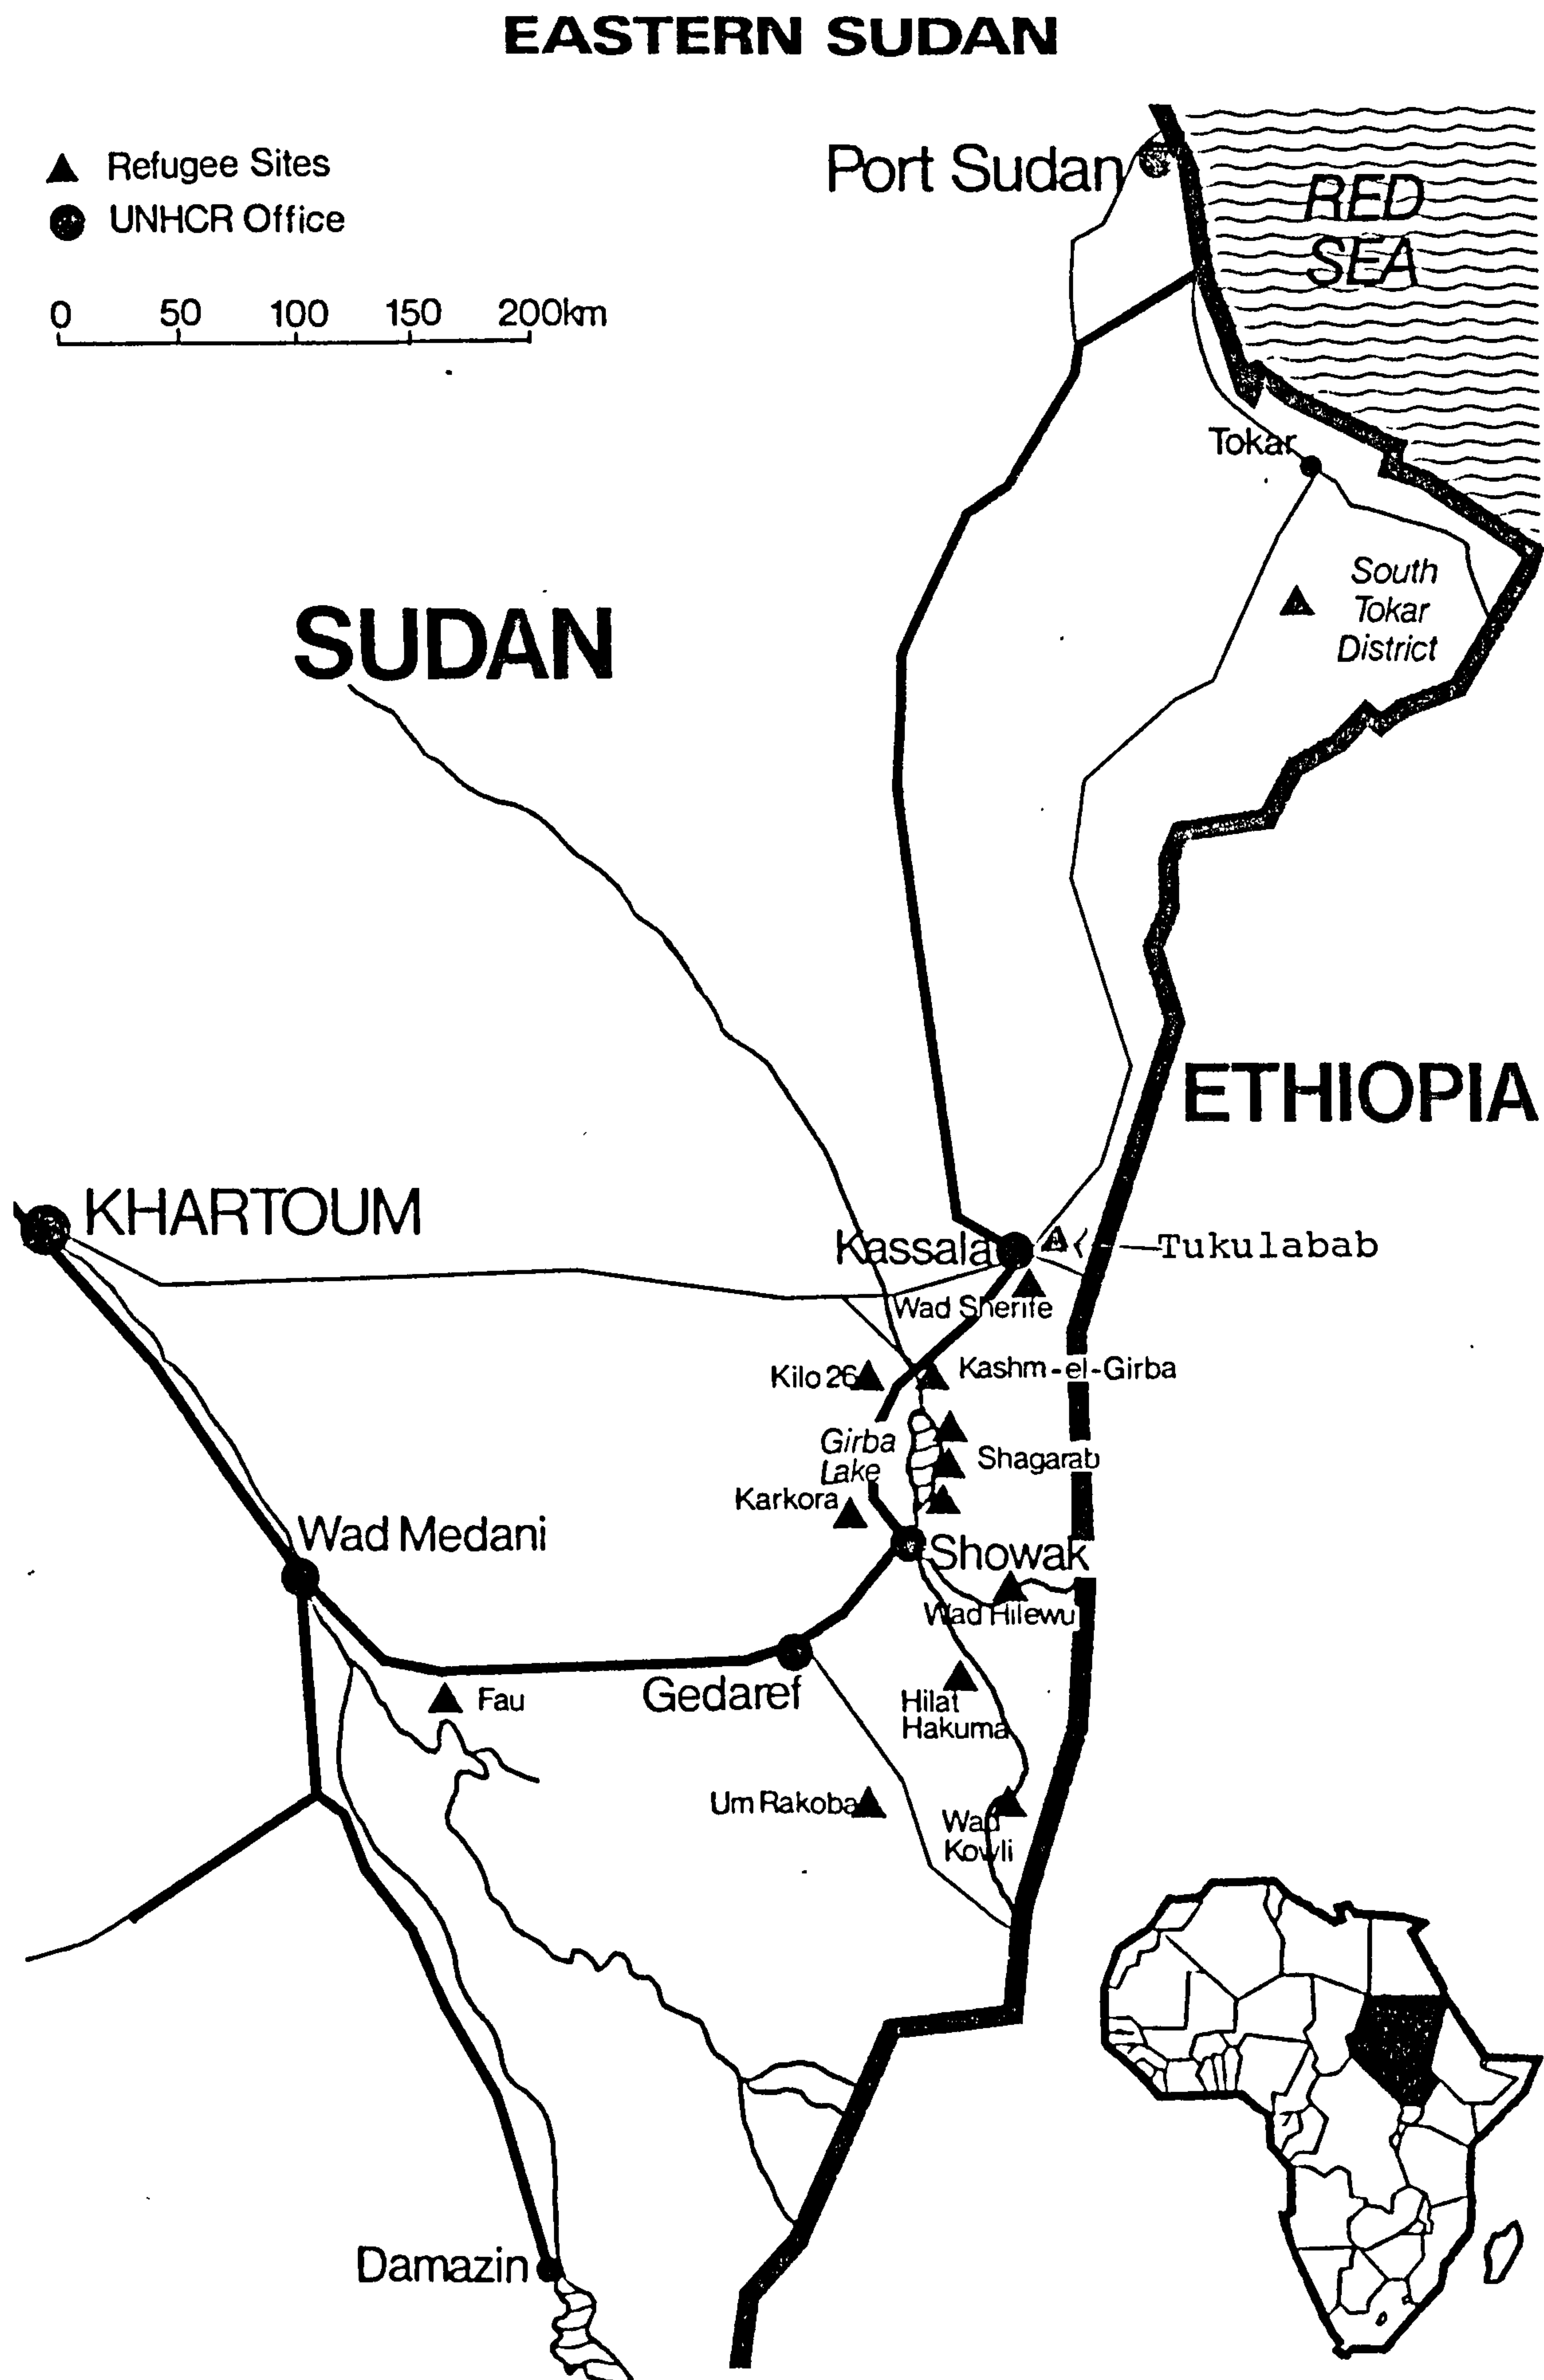 EASTERN SUDAN
Refugee Sites
UNHCR Office
0 50 100 150 200km
Port Sudan
RED
SEA
Tokar
South
Tokar
District
SUDAN
ETHIOPIA
KHARTOUM
Kassala
Tukulabab
Wad Sherife
Kilo 26
Kashm-el-Girba
Girba
Lake
Shagarab
Karkora
Wad Medani
Showak
Wad Hilewu
Gedaref
Fau
Hilat
Hakuma
Um Rakoba
Wad
Kowli
Damazin